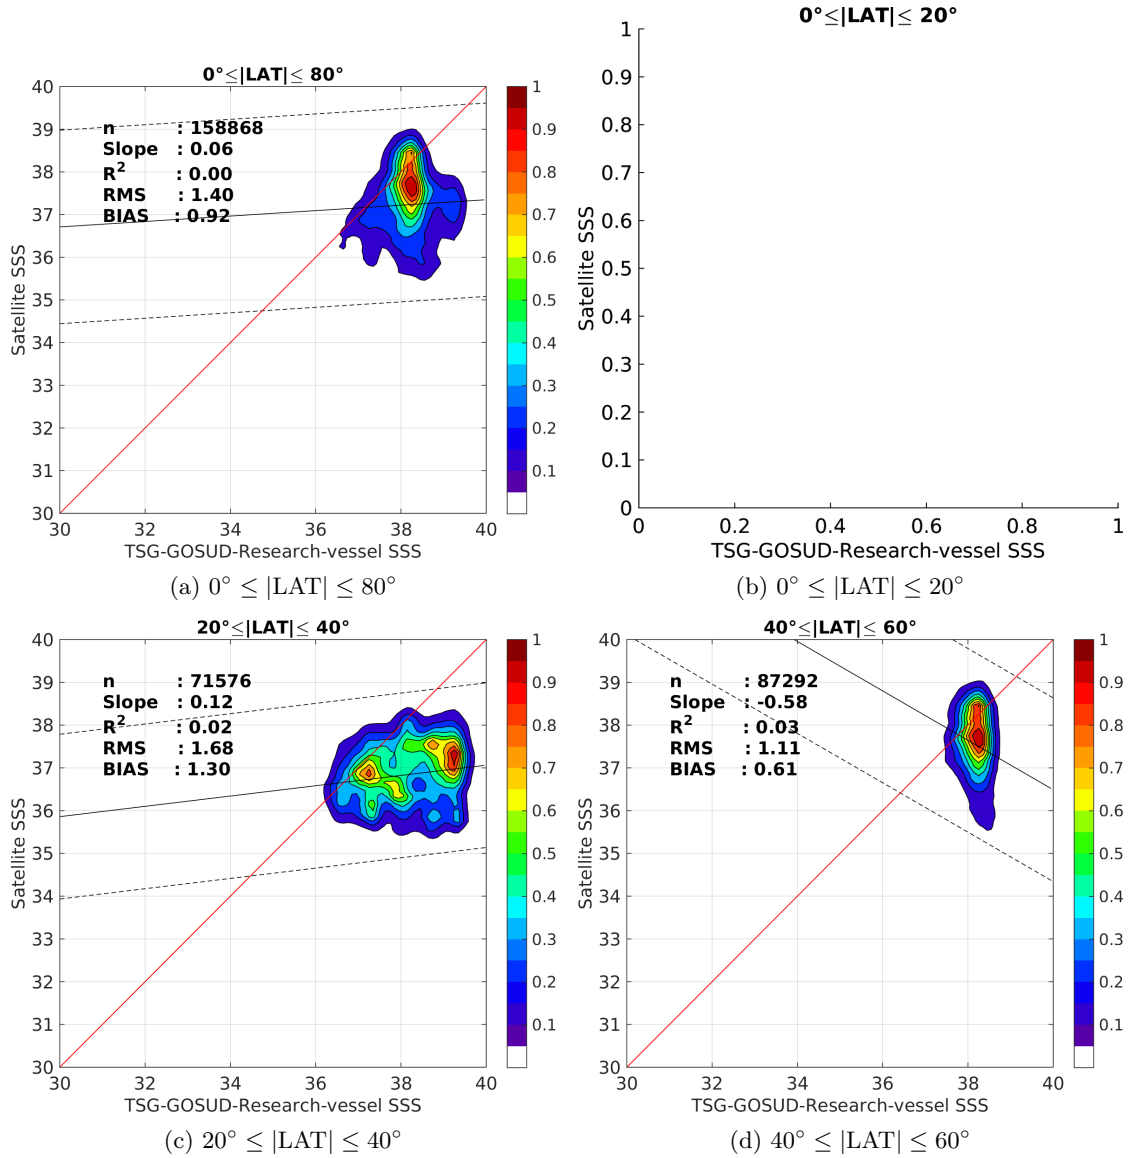 0°≤|LAT|≤ 80°
40
39
38
37
36
35
34
33
32
31
30
30 32 34 36 38 40
n : 158868
Slope : 0.06
R² : 0.00
RMS : 1.40
BIAS : 0.92
Satellite SSS
TSG-GOSUD-Research-vessel SSS
1
0.9
0.8
0.7
0.6
0.5
0.4
0.3
0.2
0.1
(a) 0° ≤ |LAT| ≤ 80°
0°≤|LAT|≤ 20°
1
0.9
0.8
0.7
0.6
0.5
0.4
0.3
0.2
0.1
0
0 0.2 0.4 0.6 0.8 1
Satellite SSS
TSG-GOSUD-Research-vessel SSS
(b) 0° ≤ |LAT| ≤ 20°
20°≤|LAT|≤ 40°
40
39
38
37
36
35
34
33
32
31
30
30 32 34 36 38 40
n : 71576
Slope : 0.12
R² : 0.02
RMS : 1.68
BIAS : 1.30
Satellite SSS
TSG-GOSUD-Research-vessel SSS
1
0.9
0.8
0.7
0.6
0.5
0.4
0.3
0.2
0.1
(c) 20° ≤ |LAT| ≤ 40°
40°≤|LAT|≤ 60°
40
39
38
37
36
35
34
33
32
31
30
30 32 34 36 38 40
n : 87292
Slope : -0.58
R² : 0.03
RMS : 1.11
BIAS : 0.61
Satellite SSS
TSG-GOSUD-Research-vessel SSS
1
0.9
0.8
0.7
0.6
0.5
0.4
0.3
0.2
0.1
(d) 40° ≤ |LAT| ≤ 60°